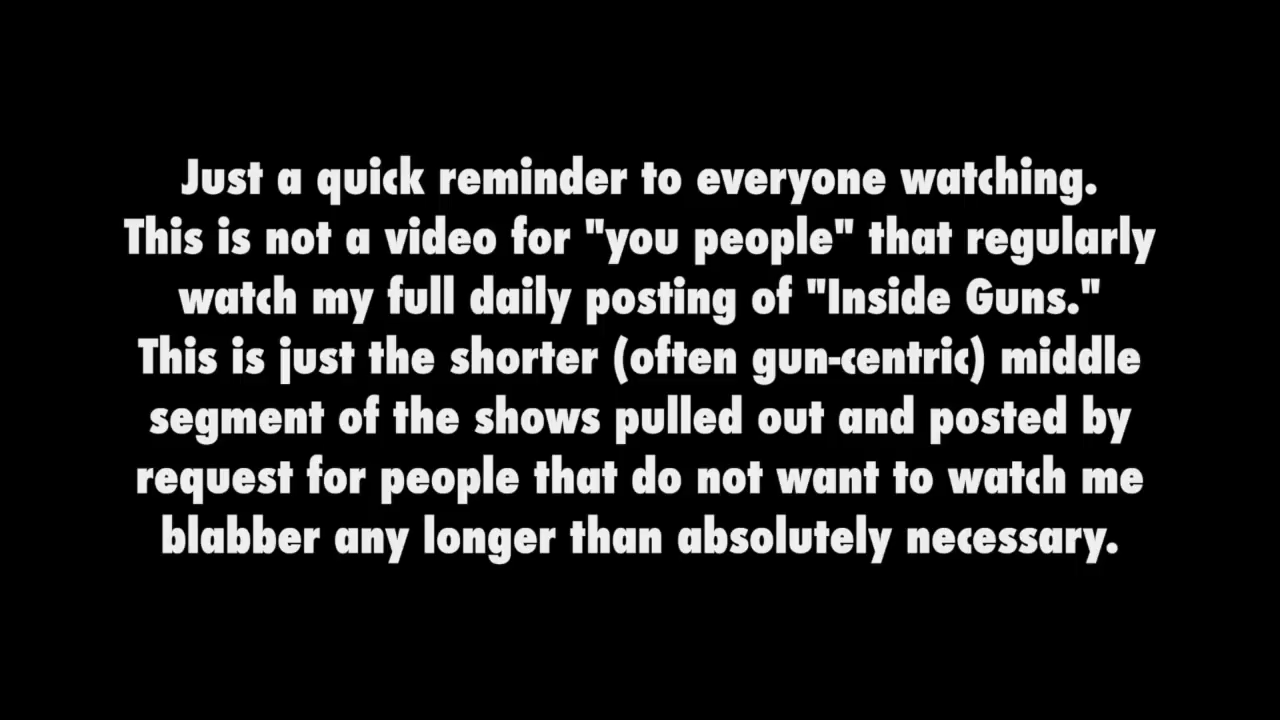 Just a quick reminder to everyone watching.
This is not a video for "you people" that regularly
watch my full daily posting of "Inside Guns."
This is just the shorter (often gun-centric) middle
segment of the shows pulled out and posted by
request for people that do not want to watch me
blabber any longer than absolutely necessary.